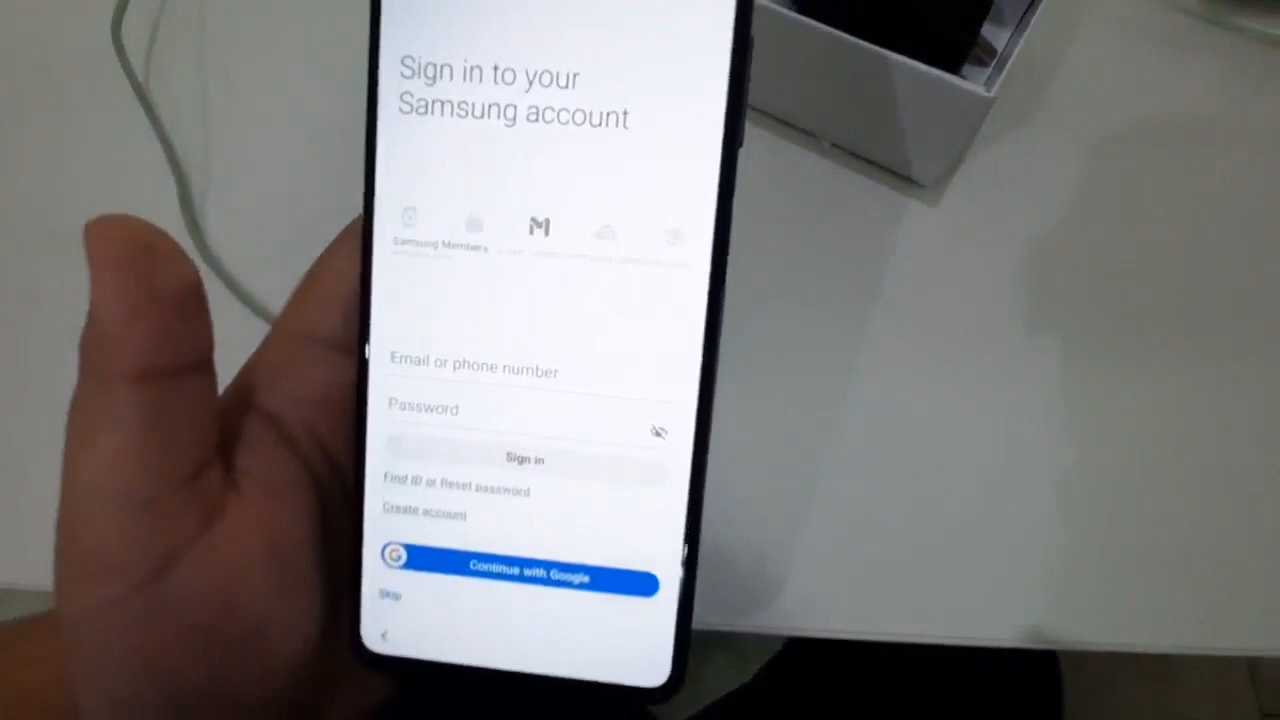 Sign in to your
Samsung account
Samsung Members
Email or phone number
Password
Sign in
Find ID or Reset password
Create account
G
Continue with Google
Skip